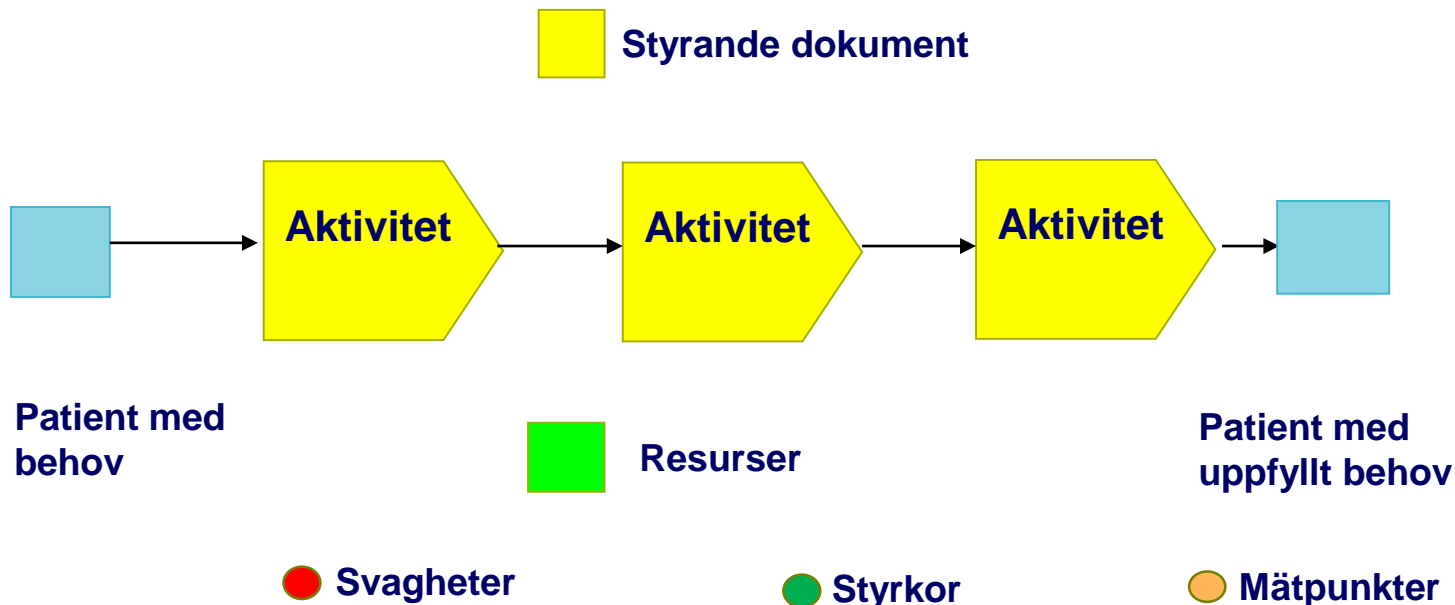 Styrande dokument
Aktivitet
Aktivitet
Aktivitet
Patient med
behov
Resurser
Patient med
uppfyllt behov
Svagheter
Styrkor
Mätpunkter